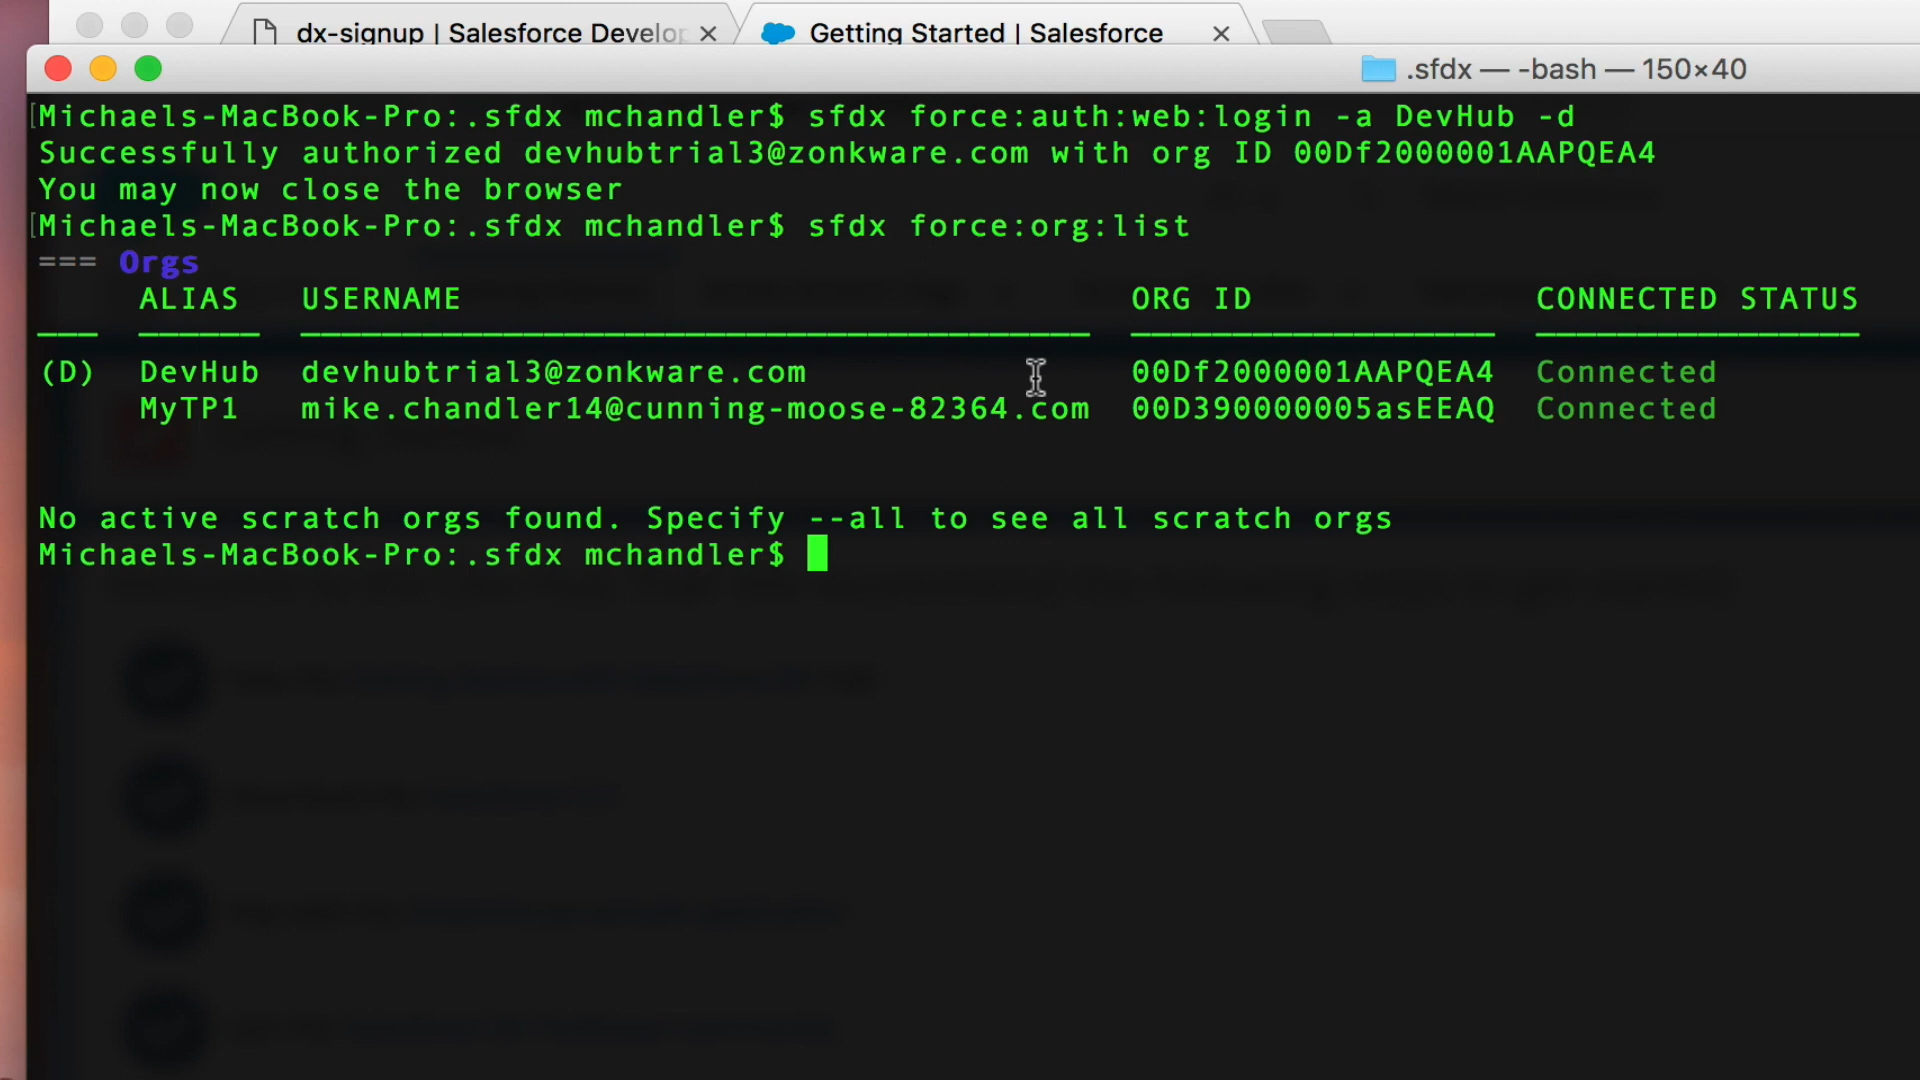 dx-signup | Salesforce Develop
Getting Started | Salesforce
.sfdx — -bash — 150×40
[Michaels-MacBook-Pro:.sfdx mchandler$ sfdx force:auth:web:login -a DevHub -d
Successfully authorized devhubtrial3@zonkware.com with org ID 00Df2000001AAPQEA4
You may now close the browser
[Michaels-MacBook-Pro:.sfdx mchandler$ sfdx force:org:list
=== Orgs
ALIAS USERNAME ORG ID CONNECTED STATUS
(D) DevHub devhubtrial3@zonkware.com 00Df2000001AAPQEA4 Connected
MyTP1 mike.chandler14@cunning-moose-82364.com 00D390000005asEEAQ Connected
No active scratch orgs found. Specify --all to see all scratch orgs
Michaels-MacBook-Pro:.sfdx mchandler$